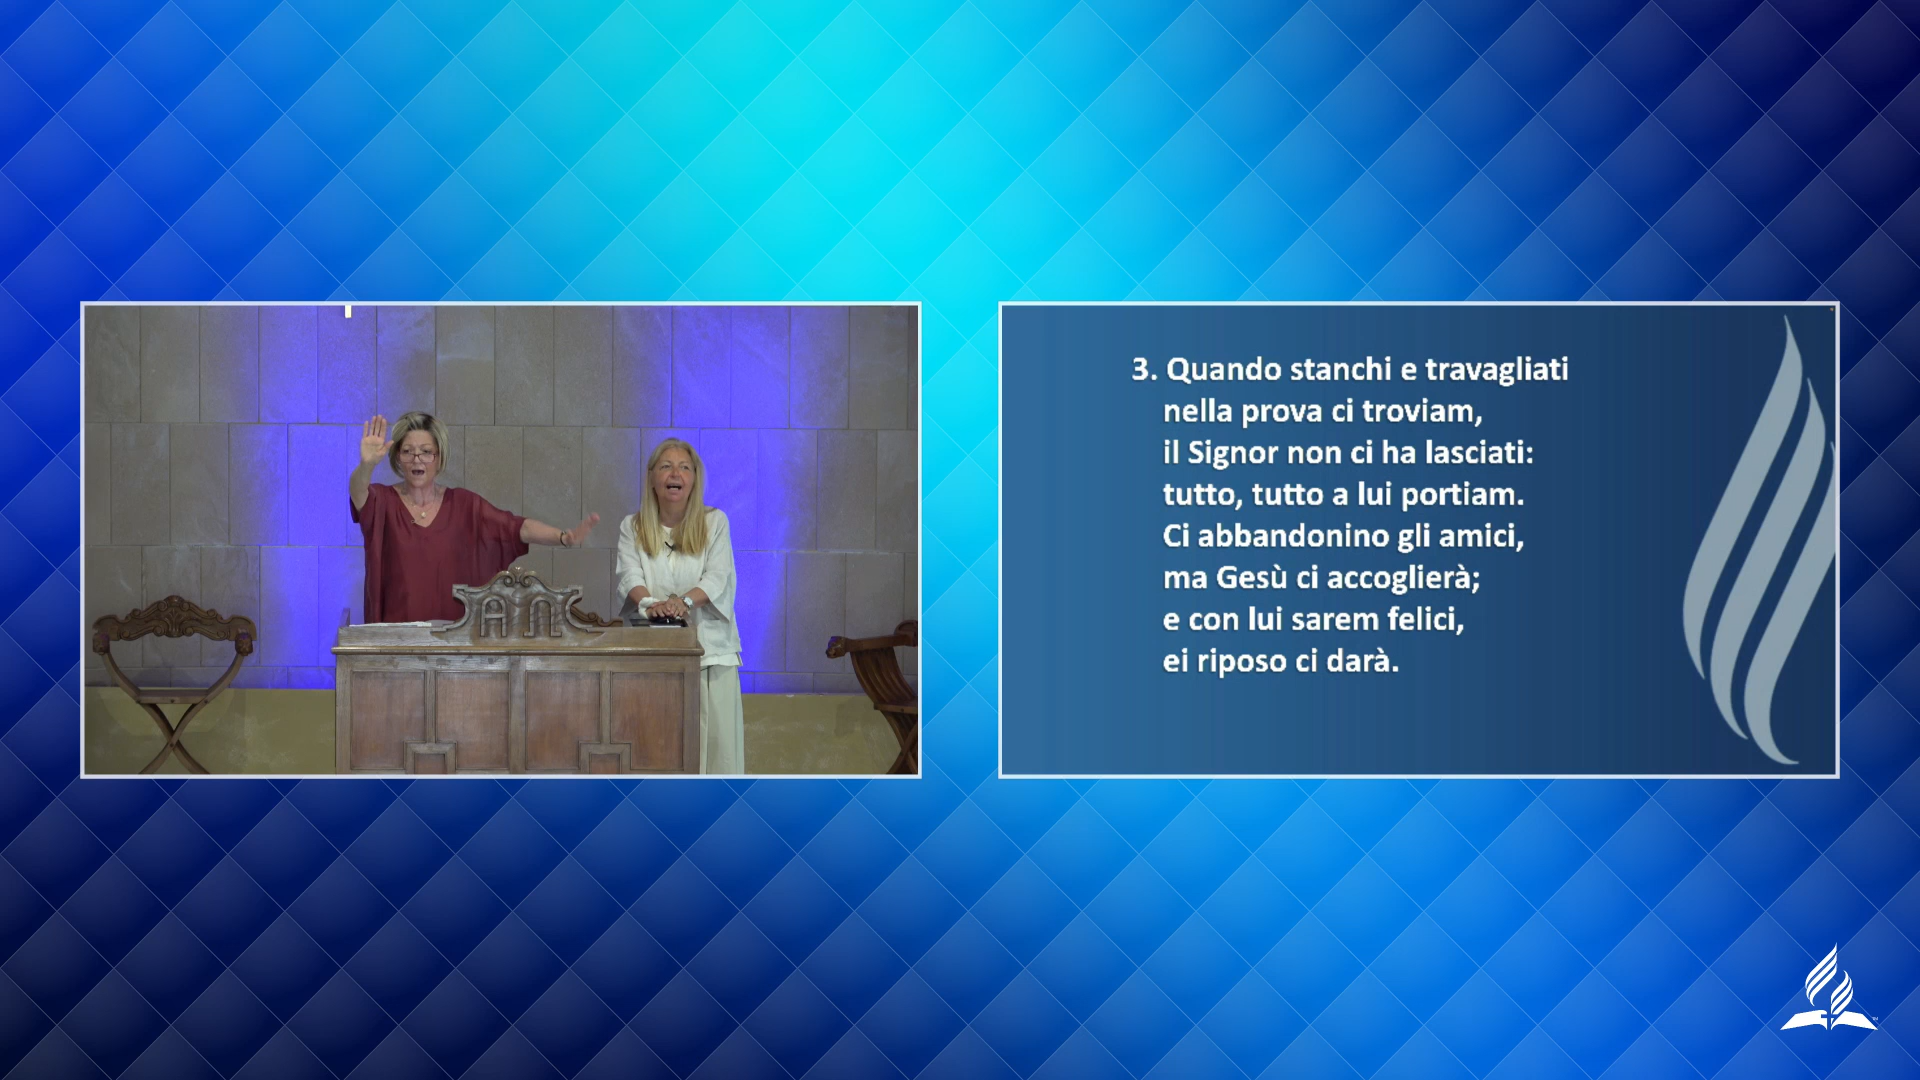 3. Quando stanchi e travagliati
nella prova ci troviam,
il Signor non ci ha lasciati:
tutto, tutto a lui portiam.
Ci abbandonino gli amici,
ma Gesù ci accoglierà;
e con lui sarem felici,
ei riposo ci darà.